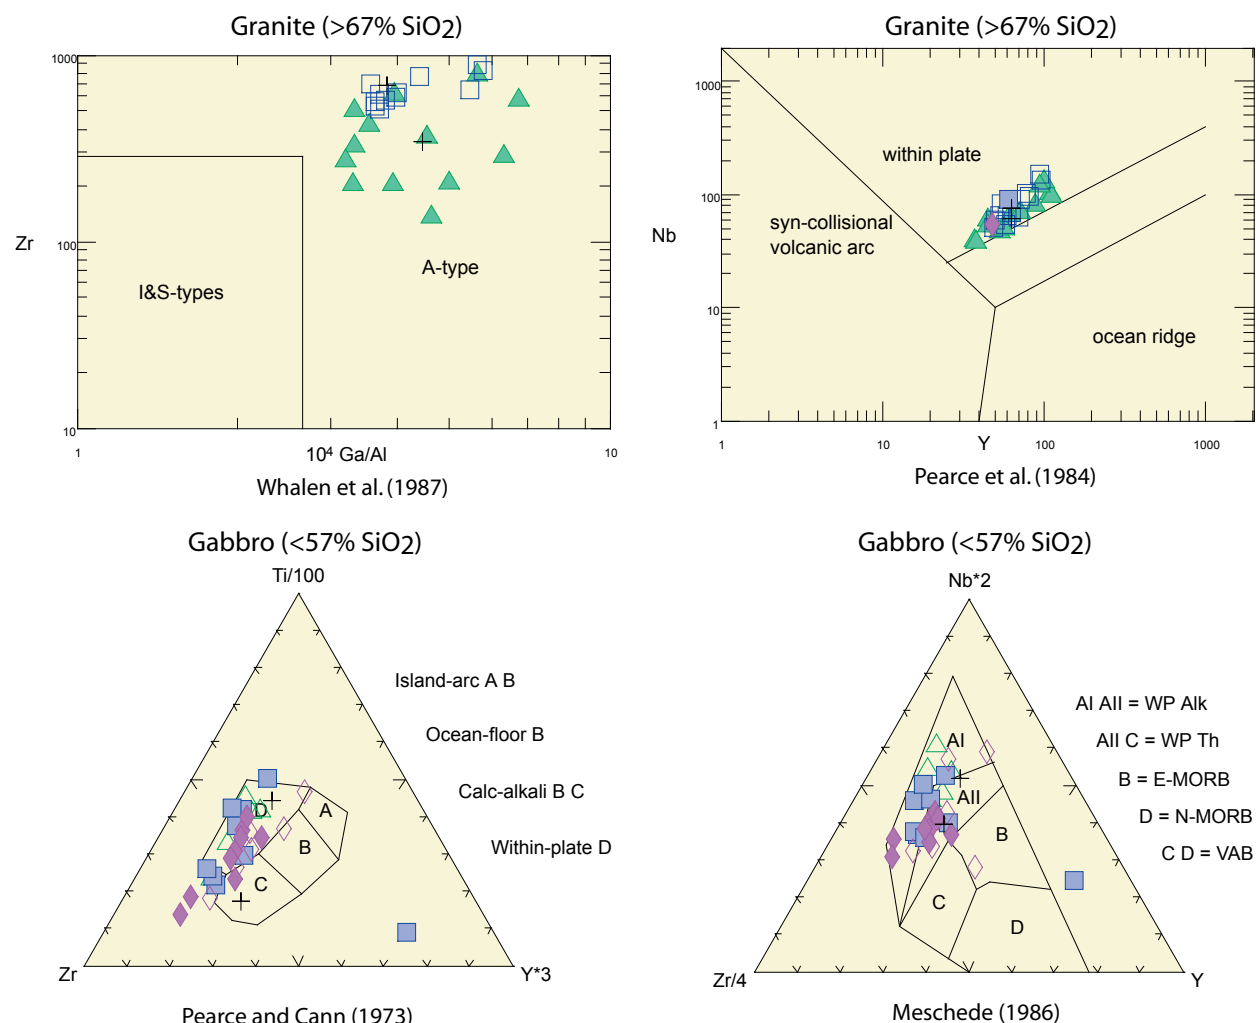 Granite (>67% SiO2)
1000
Zr
100
A-type
I&S-types
10
1
10⁴ Ga/Al
10
Whalen et al. (1987)
Granite (>67% SiO2)
1000
within plate
100
syn-collisional
volcanic arc
Nb
10
ocean ridge
1
1
10
Y
100
1000
Pearce et al. (1984)
Gabbro (<57% SiO2)
Ti/100
Island-arc A B
Ocean-floor B
Calc-alkali B C
Within-plate D
D
A
B
C
Zr
Y*3
Pearce and Cann (1973)
Gabbro (<57% SiO2)
Nb*2
AI AII = WP Alk
AII C = WP Th
B = E-MORB
D = N-MORB
C D = VAB
AI
AII
B
C
D
Zr/4
Y
Meschede (1986)